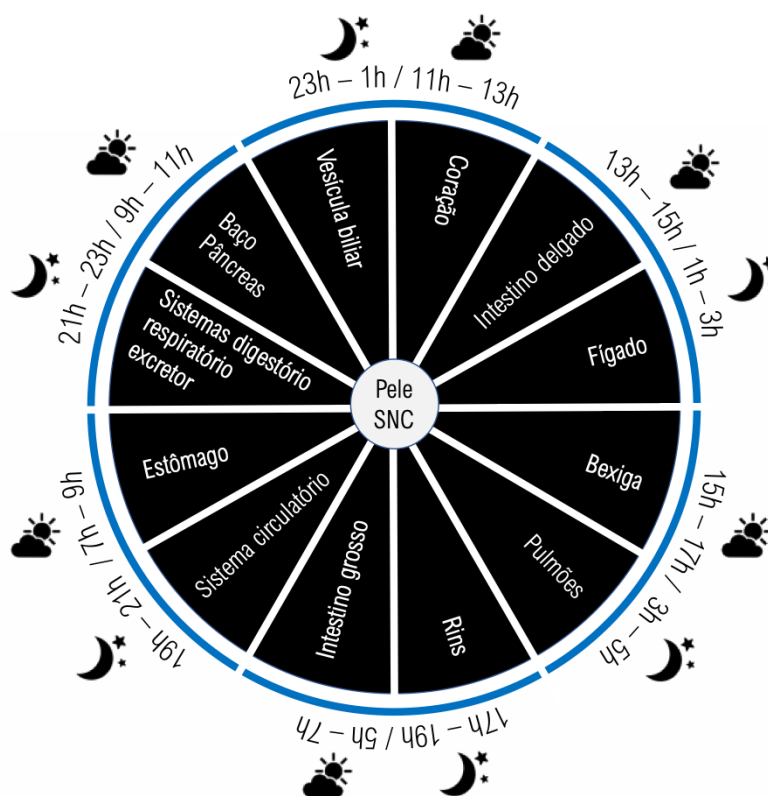 23h – 1h / 11h – 13h
13h – 15h / 1h – 3h
15h – 17h / 3h – 5h
17h – 19h / 5h – 7h
19h – 21h / 7h – 9h
21h – 23h / 9h – 11h
Coração
Intestino delgado
Fígado
Bexiga
Pulmões
Rins
Intestino grosso
Sistema circulatório
Estômago
Sistemas digestório
respiratório
excretor
Baço
Pâncreas
Vesícula biliar
Pele
SNC